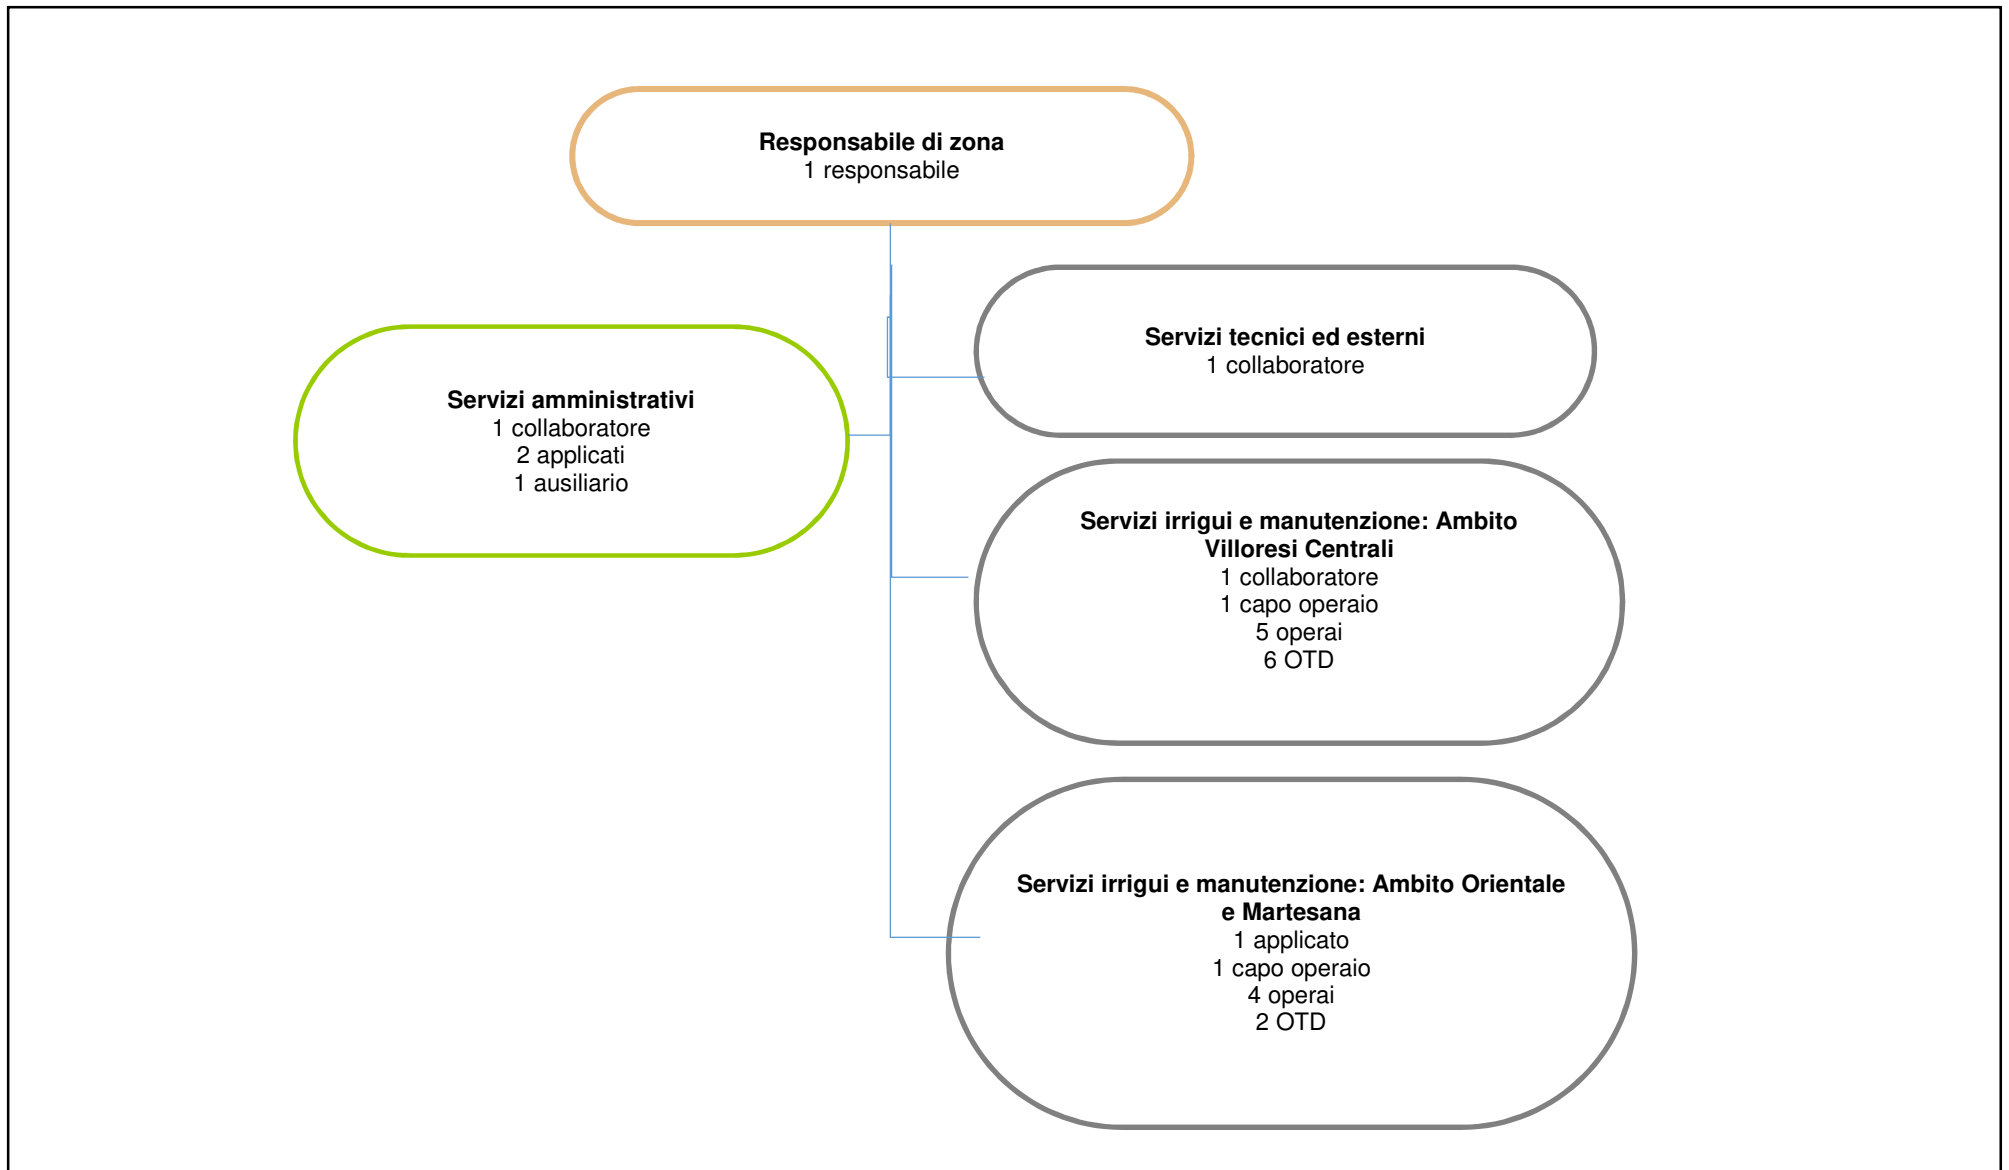 Responsabile di zona
1 responsabile
Servizi tecnici ed esterni
1 collaboratore
Servizi amministrativi
1 collaboratore
2 applicati
1 ausiliario
Servizi irrigui e manutenzione: Ambito
Villoresi Centrali
1 collaboratore
1 capo operaio
5 operai
6 OTD
Servizi irrigui e manutenzione: Ambito Orientale
e Martesana
1 applicato
1 capo operaio
4 operai
2 OTD